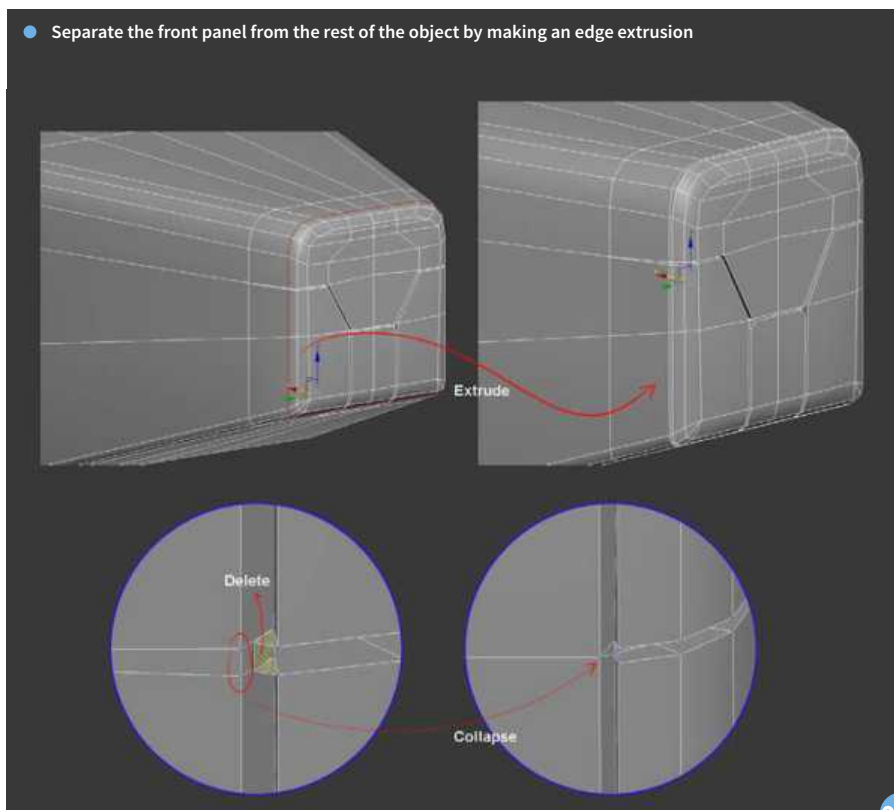 Separate the front panel from the rest of the object by making an edge extrusion
Extrude
Delete
Collapse